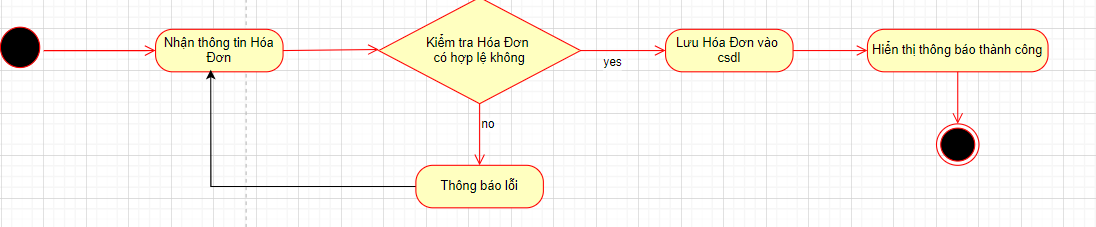 Nhận thông tin Hóa
Đơn
Kiểm tra Hóa Đơn
có hợp lệ không
yes
Lưu Hóa Đơn vào
csdl
Hiển thị thông báo thành công
no
Thông báo lỗi